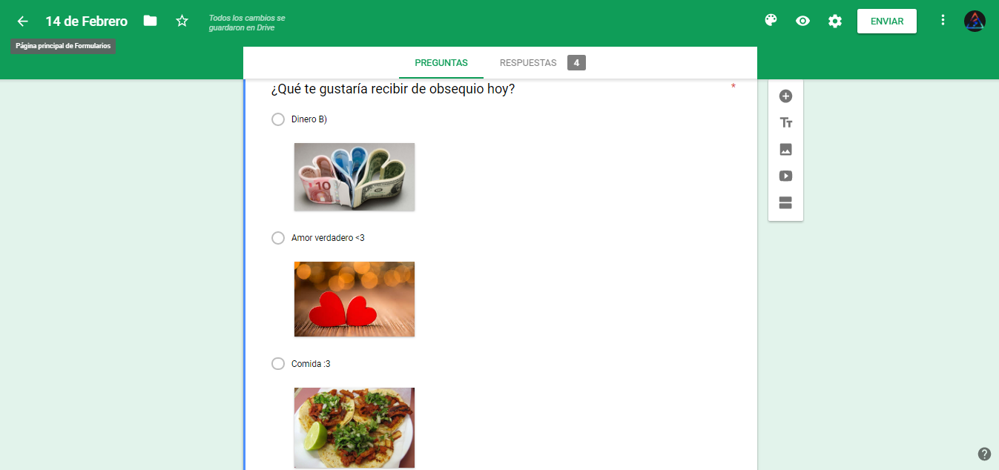 14 de Febrero
Todos los cambios se
guardaron en Drive
ENVIAR
Página principal de Formularios
PREGUNTAS
RESPUESTAS 4
¿Qué te gustaría recibir de obsequio hoy? *
Dinero B)
10
10
Amor verdadero <3
Comida :3